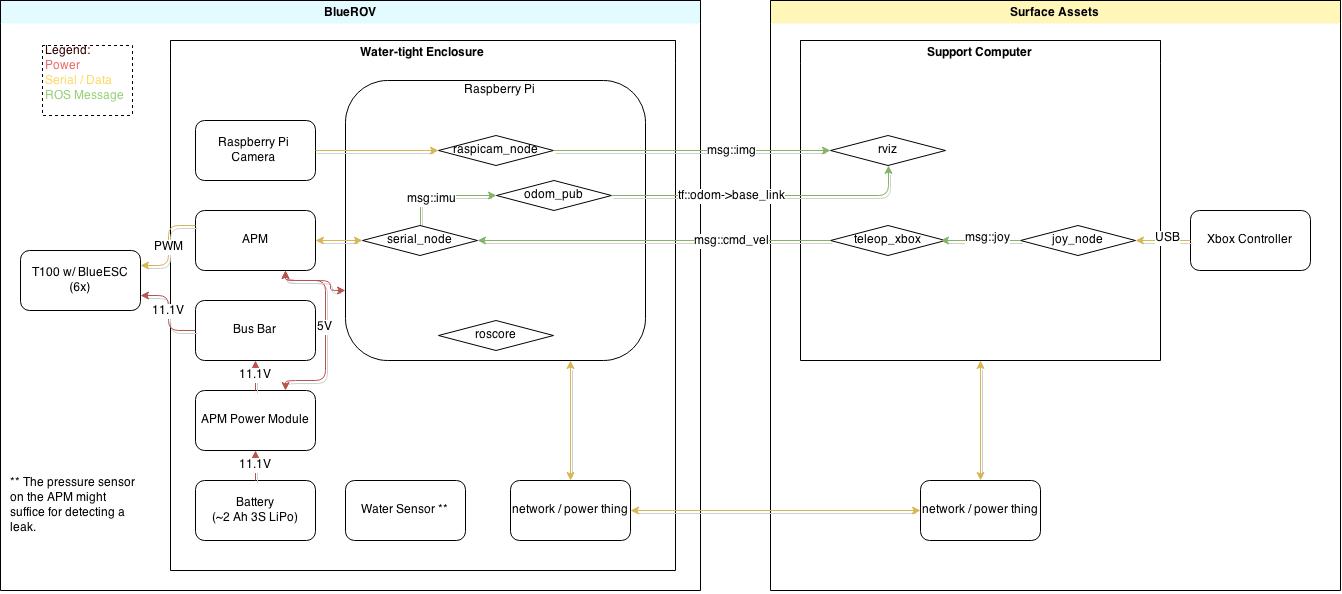 BlueROV
Surface Assets
Legend:
Power
Serial / Data
ROS Message
Water-tight Enclosure
Support Computer
Raspberry Pi
Raspberry Pi
Camera
raspicam_node
msg::img
rviz
msg::imu
odom_pub
tf::odom->base_link
APM
serial_node
msg::cmd_vel
teleop_xbox
msg::joy
joy_node
USB
Xbox Controller
PWM
T100 w/ BlueESC
(6x)
11.1V
Bus Bar
5V
roscore
11.1V
APM Power Module
11.1V
** The pressure sensor
on the APM might
suffice for detecting a
leak.
Battery
(~2 Ah 3S LiPo)
Water Sensor **
network / power thing
network / power thing